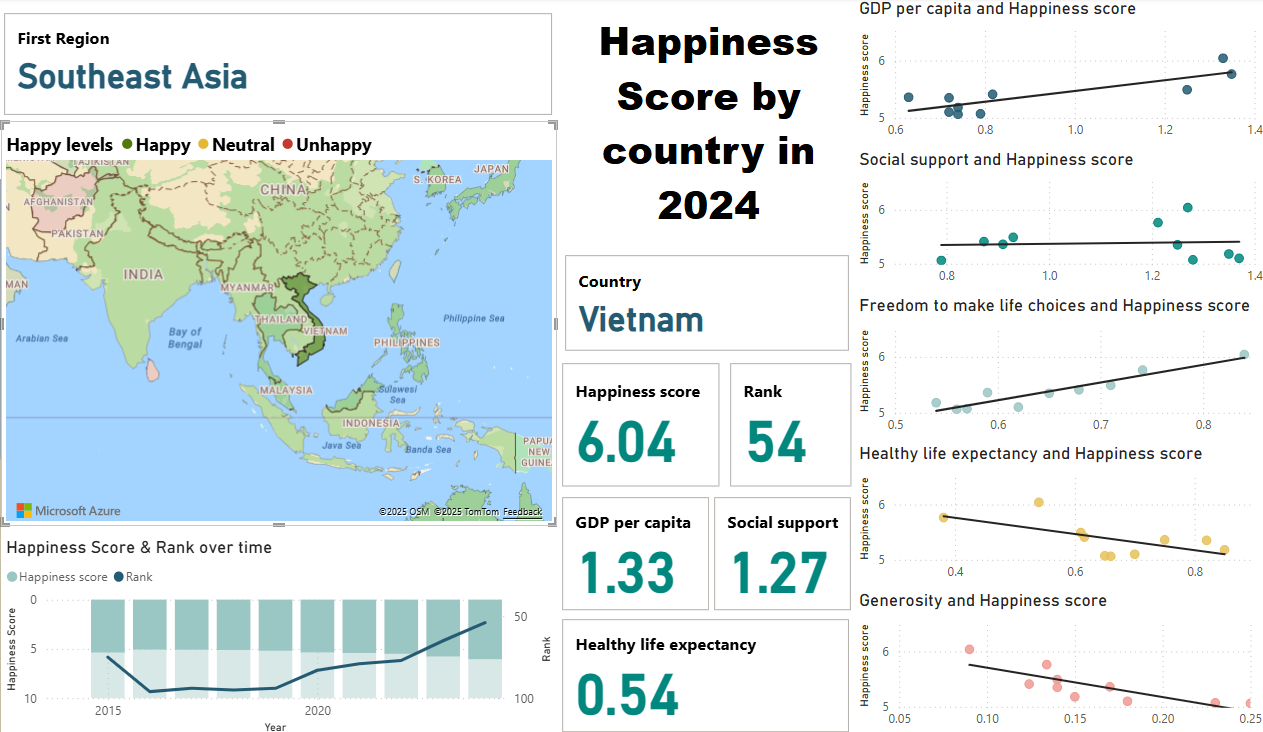 First Region
Southeast Asia
Happy levels Happy Neutral Unhappy
TAJIKISTAN
AFGHANISTAN
PAKISTAN
CHINA
S. KOREA
JAPAN
INDIA
MYANMAR
THAILAND
VIETNAM
PHILIPPINES
MALAYSIA
INDONESIA
PAPUA
NEW
GUINEA
MAN
N
Arabian Sea
Bay of
Bengal
Philippine Sea
Sulawesi
Sea
Java Sea
Banda Sea
Microsoft Azure
©2025 OSM ©2025 TomTom Feedback
Happiness Score & Rank over time
Happiness score Rank
Happiness Score
0
5
10
50
100
Rank
2015 2020
Year
Happiness
Score by
country in
2024
Country
Vietnam
Happiness score
6.04
Rank
54
GDP per capita
1.33
Social support
1.27
Healthy life expectancy
0.54
GDP per capita and Happiness score
Happiness score
6
5
0.6 0.8 1.0 1.2 1.4
Social support and Happiness score
Happiness score
6
5
0.8 1.0 1.2 1.4
Freedom to make life choices and Happiness score
Happiness score
6
5
0.5 0.6 0.7 0.8
Healthy life expectancy and Happiness score
Happiness score
6
5
0.4 0.6 0.8
Generosity and Happiness score
Happiness score
6
5
0.05 0.10 0.15 0.20 0.25